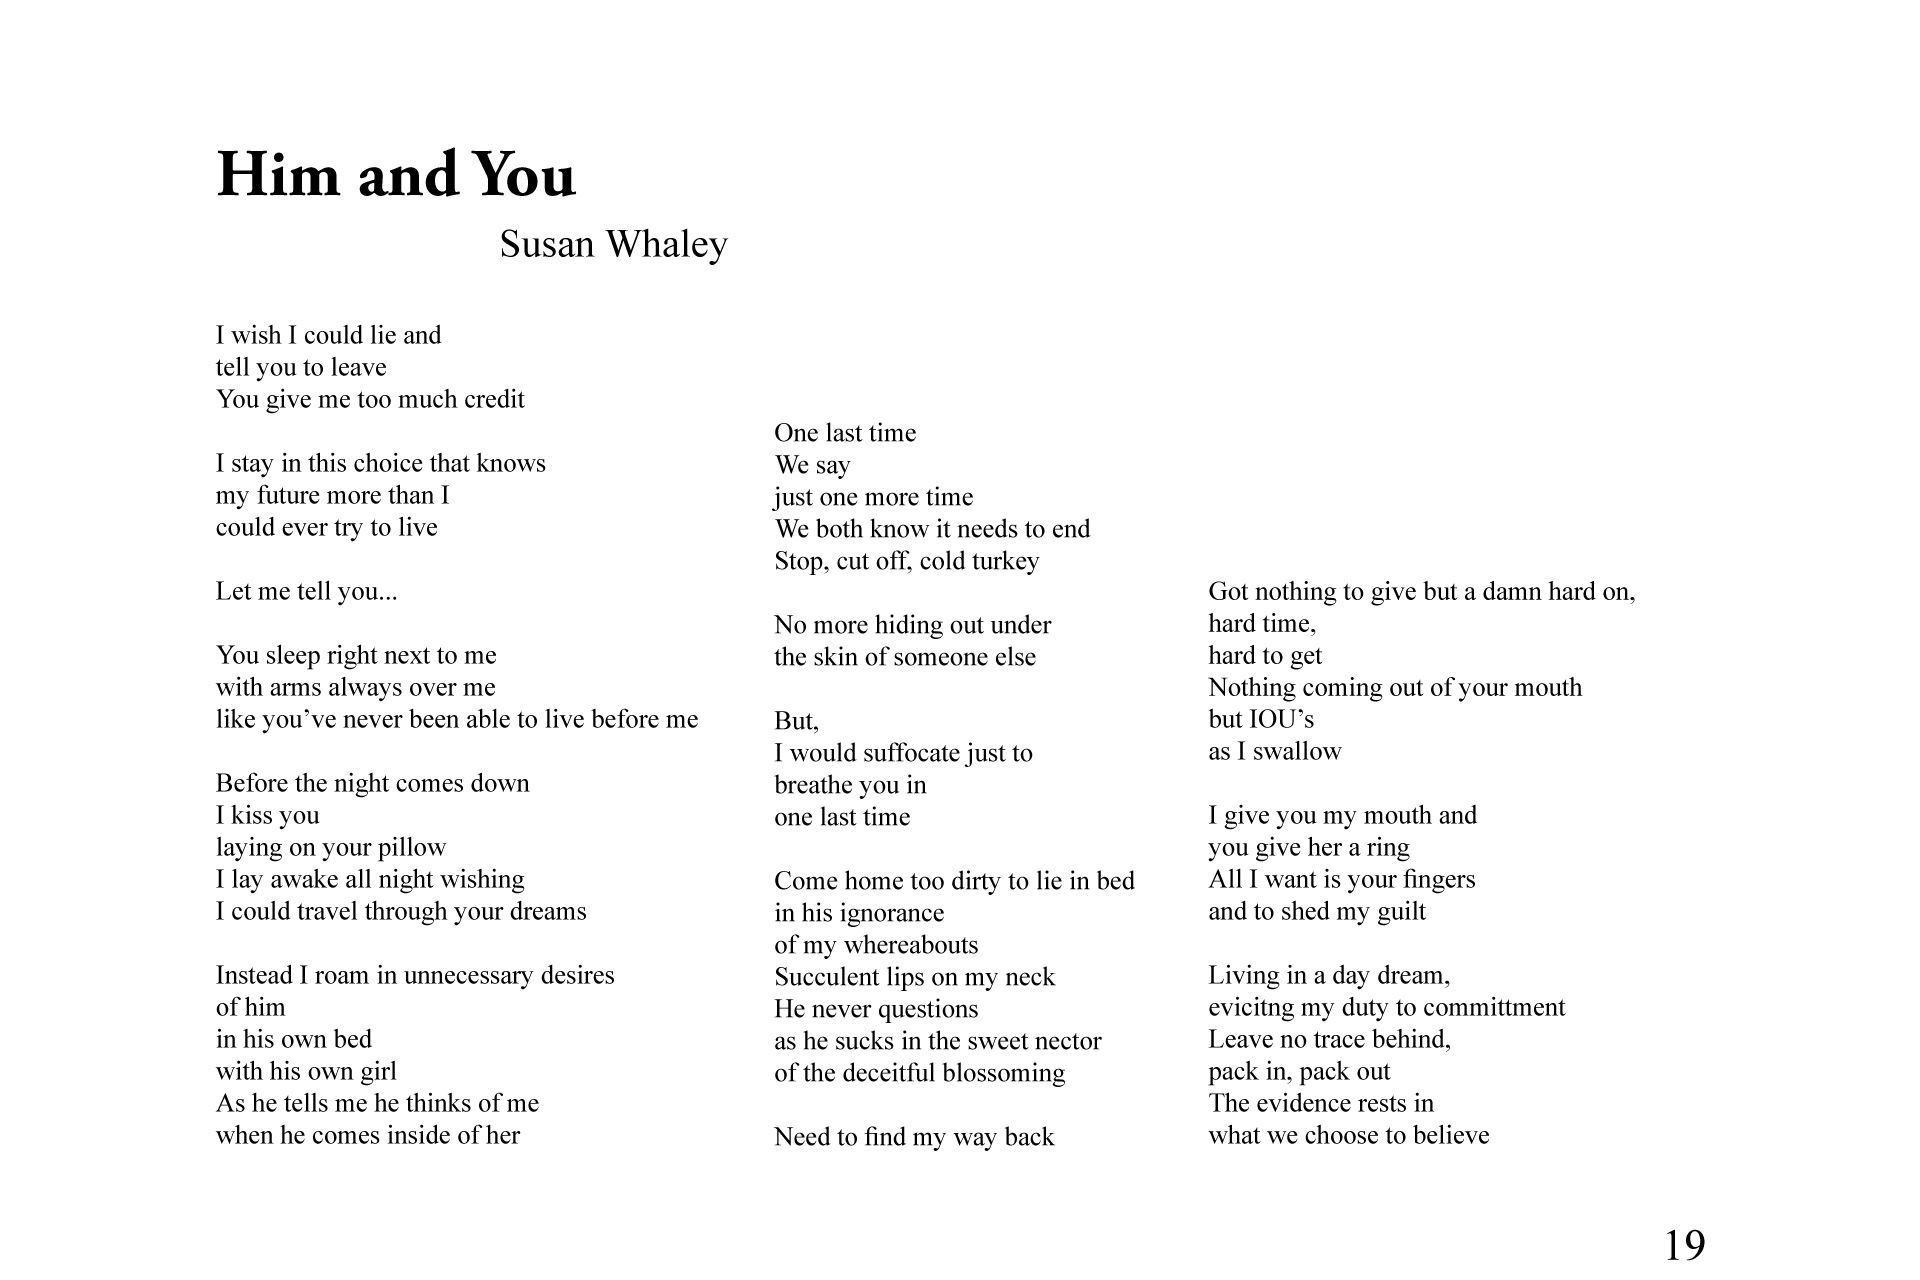 Him and You
Susan Whaley
I wish I could lie and
tell you to leave
You give me too much credit
I stay in this choice that knows
my future more than I
could ever try to live
Let me tell you...
You sleep right next to me
with arms always over me
like you’ve never been able to live before me
Before the night comes down
I kiss you
laying on your pillow
I lay awake all night wishing
I could travel through your dreams
Instead I roam in unnecessary desires
of him
in his own bed
with his own girl
As he tells me he thinks of me
when he comes inside of her
One last time
We say
just one more time
We both know it needs to end
Stop, cut off, cold turkey
No more hiding out under
the skin of someone else
But,
I would suffocate just to
breathe you in
one last time
Come home too dirty to lie in bed
in his ignorance
of my whereabouts
Succulent lips on my neck
He never questions
as he sucks in the sweet nector
of the deceitful blossoming
Need to find my way back
Got nothing to give but a damn hard on,
hard time,
hard to get
Nothing coming out of your mouth
but IOU’s
as I swallow
I give you my mouth and
you give her a ring
All I want is your fingers
and to shed my guilt
Living in a day dream,
evicitng my duty to committment
Leave no trace behind,
pack in, pack out
The evidence rests in
what we choose to believe
19